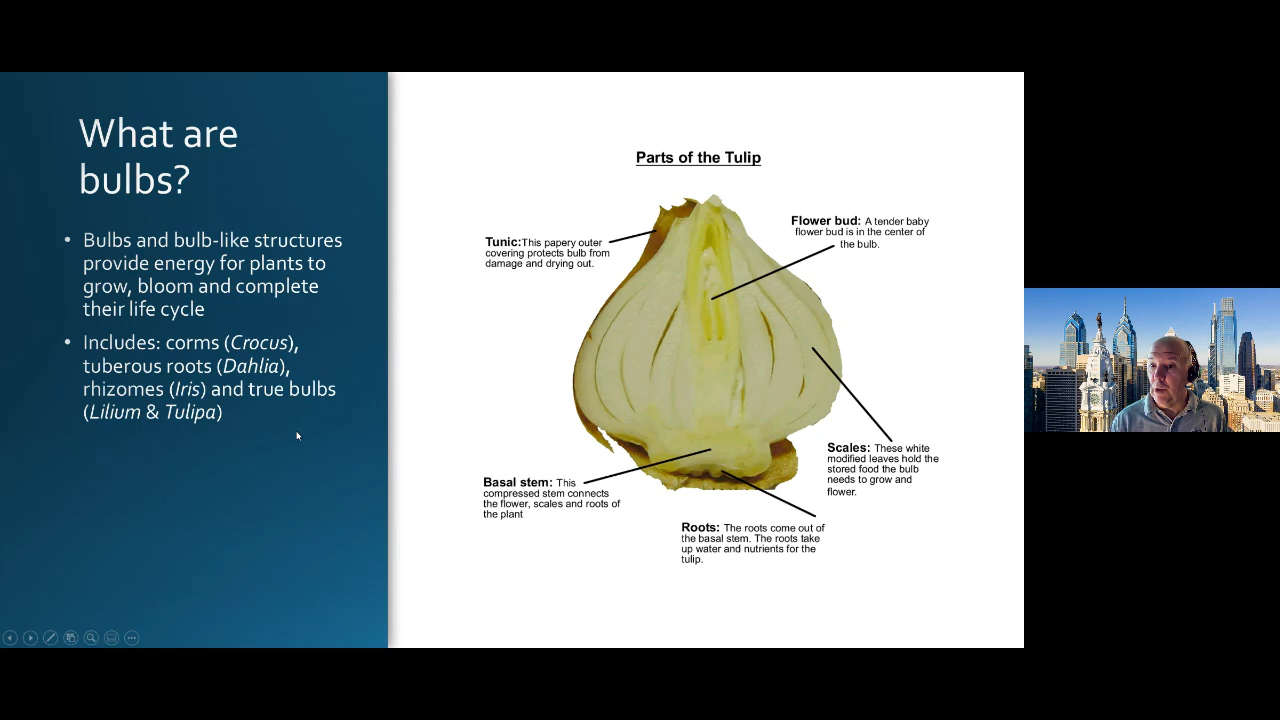 What are
bulbs?
• Bulbs and bulb-like structures
provide energy for plants to
grow, bloom and complete
their life cycle
• Includes: corms (Crocus),
tuberous roots (Dahlia),
rhizomes (Iris) and true bulbs
(Lilium & Tulipa)
Parts of the Tulip
Tunic:This papery outer
covering protects bulb from
damage and drying out.
Flower bud: A tender baby
flower bud is in the center of
the bulb.
Scales: These white
modified leaves hold the
stored food the bulb
needs to grow and
flower.
Basal stem: This
compressed stem connects
the flower, scales and roots of
the plant
Roots: The roots come out of
the basal stem. The roots take
up water and nutrients for the
tulip.